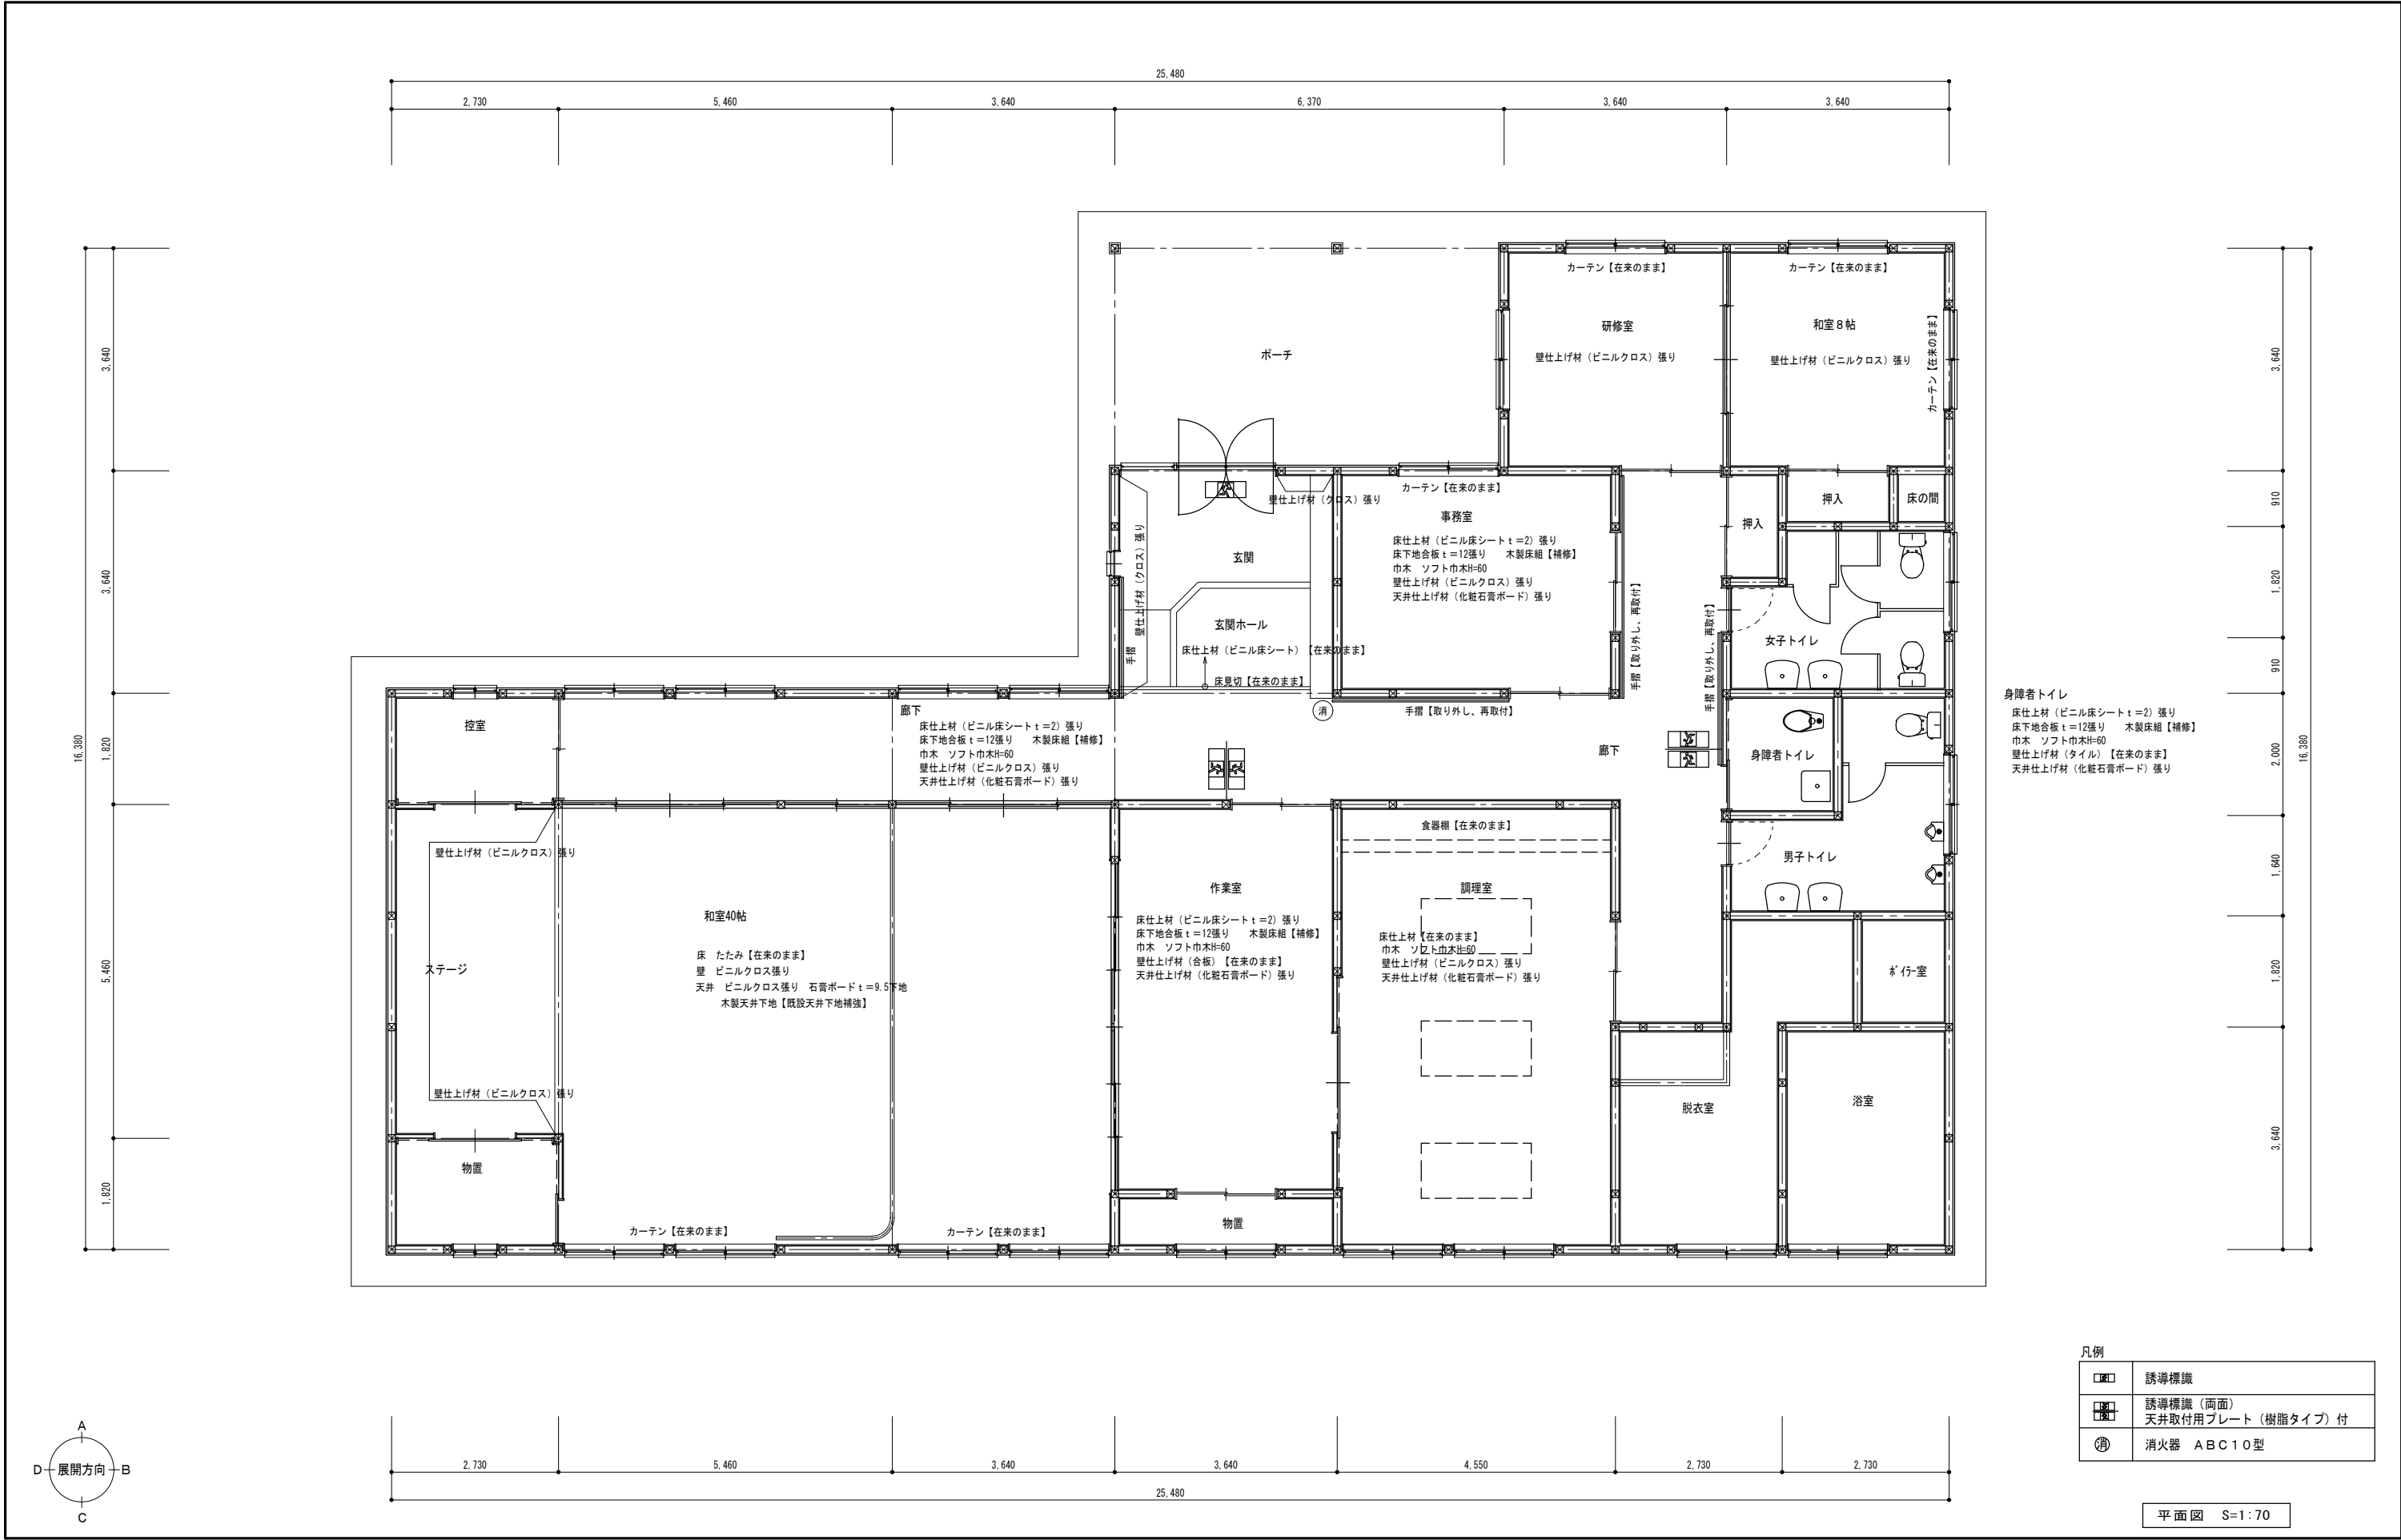 25,480
2,730
5,460
3,640
6,370
3,640
3,640
16,380
3,640
3,640
1,820
5,460
1,820
3,640
910
1,820
910
2,000
1,640
1,820
3,640
16,380
カーテン【在来のまま】
カーテン【在来のまま】
研修室
壁仕上げ材（ビニルクロス）張り
和室８帖
壁仕上げ材（ビニルクロス）張り
カーテン【在来のまま】
ポーチ
壁仕上げ材（クロス）張り
カーテン【在来のまま】
事務室
床仕上材（ビニル床シートｔ＝2）張り
床下地合板ｔ＝12張り　木製床組【補修】
巾木　ソフト巾木H=60
壁仕上げ材（ビニルクロス）張り
天井仕上げ材（化粧石膏ボード）張り
押入
押入
床の間
玄関
壁仕上げ材（クロス）張り
手摺
玄関ホール
床仕上材（ビニル床シート）【在来のまま】
床見切【在来のまま】
手摺【取り外し、再取付】
手摺【取り外し、再取付】
女子トイレ
消
手摺【取り外し、再取付】
控室
廊下
床仕上材（ビニル床シートｔ＝2）張り
床下地合板ｔ＝12張り　木製床組【補修】
巾木　ソフト巾木H=60
壁仕上げ材（ビニルクロス）張り
天井仕上げ材（化粧石膏ボード）張り
廊下
身障者トイレ
身障者トイレ
床仕上材（ビニル床シートｔ＝2）張り
床下地合板ｔ＝12張り　木製床組【補修】
巾木　ソフト巾木H=60
壁仕上げ材（タイル）【在来のまま】
天井仕上げ材（化粧石膏ボード）張り
壁仕上げ材（ビニルクロス）張り
食器棚【在来のまま】
男子トイレ
ステージ
和室40帖
床　たたみ【在来のまま】
壁　ビニルクロス張り
天井　ビニルクロス張り　石膏ボードｔ＝9.5下地
木製天井下地【既設天井下地補強】
作業室
床仕上材（ビニル床シートｔ＝2）張り
床下地合板ｔ＝12張り　木製床組【補修】
巾木　ソフト巾木H=60
壁仕上げ材（合板）【在来のまま】
天井仕上げ材（化粧石膏ボード）張り
調理室
床仕上材【在来のまま】
巾木　ソフト巾木H=60
壁仕上げ材（ビニルクロス）張り
天井仕上げ材（化粧石膏ボード）張り
ﾎﾞｲﾗｰ室
壁仕上げ材（ビニルクロス）張り
脱衣室
浴室
物置
カーテン【在来のまま】
カーテン【在来のまま】
物置
凡例
誘導標識
誘導標識（両面）
天井取付用プレート（樹脂タイプ）付
消
消火器　ＡＢＣ１０型
A
D
展開方向
B
C
2,730
5,460
3,640
3,640
4,550
2,730
2,730
25,480
平面図　S=1:70